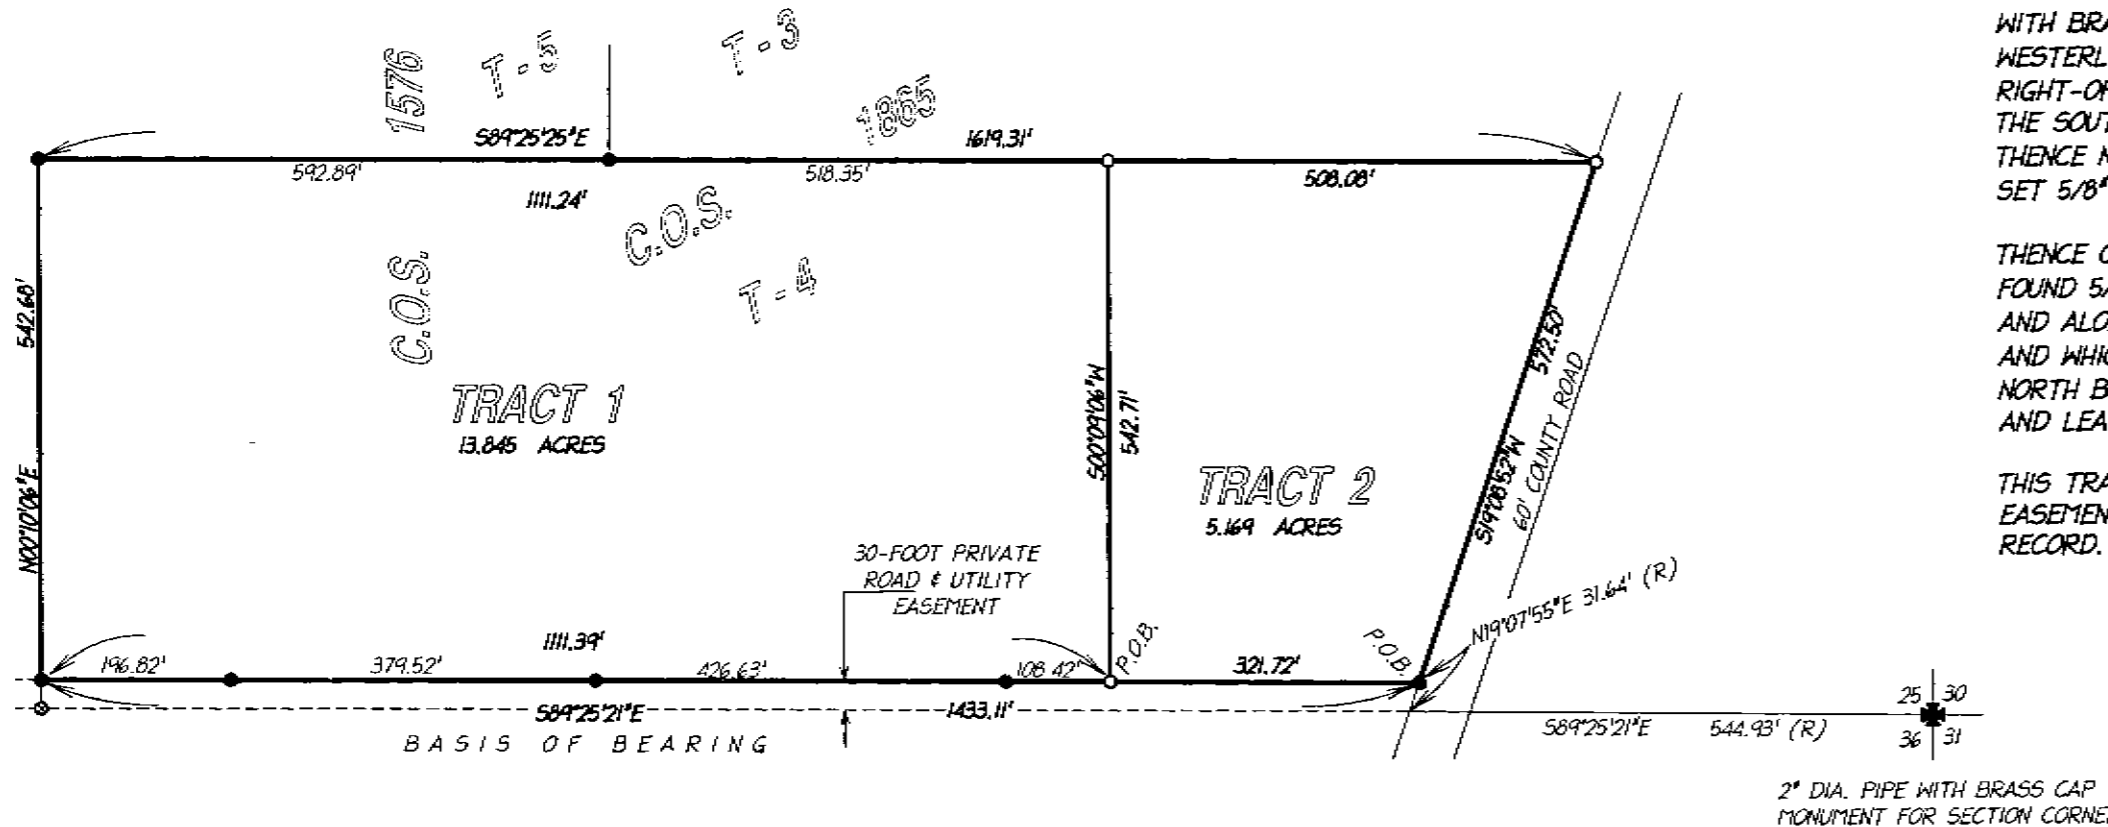 1576
T-5
T-3
1865
S89°25'25"E
1619.31'
592.89'
518.35'
508.08'
1111.24'
C.O.S.
T-4
C.O.S.
542.68'
N00°10'06"E
TRACT 1
13.845 ACRES
S00°09'06"W
542.71'
TRACT 2
5.169 ACRES
572.50'
S19°08'52"W
60' COUNTY ROAD
30-FOOT PRIVATE
ROAD & UTILITY
EASEMENT
N19°07'55"E 31.64' (R)
P.O.B.
P.O.B.
1111.39'
196.82'
379.52'
426.63'
108.42'
321.72'
S89°25'21"E
1433.11'
BASIS OF BEARING
S89°25'21"E
544.93' (R)
25 30
36 31
2" DIA. PIPE WITH BRASS CAP
MONUMENT FOR SECTION CORNE
WITH BRA
WESTERL
RIGHT-OF
THE SOUT
THENCE N
SET 5/8"
THENCE
FOUND 5/
AND ALO
AND WHIC
NORTH B
AND LEA
THIS TRA
EASEMEN
RECORD.